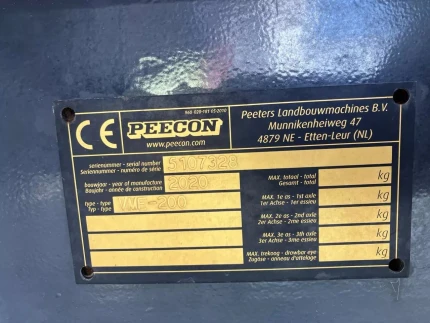 CE
PEECON
www.peecon.com
Peeters Landbouwmachines B.V.
Munnikenheiweg 47
4879 NE - Etten-Leur (NL)
serienummer - serial number
Seriennummer - numéro de série
bouwjaar - year of manufacture
Baujahr - année de construction
2020
type - type
Typ - type
-200
MAX. totaal - total
Gesamt - total
kg
MAX. 1e as - 1st axle
1er Achse - 1er essieu
kg
MAX. 2e as - 2nd axle
2er Achse - 2me essieu
kg
MAX. 3e as - 3th axle
3er Achse - 3me essieu
kg
MAX. trekoog - drawbar eye
Zugöse - anneau d'attelage
kg